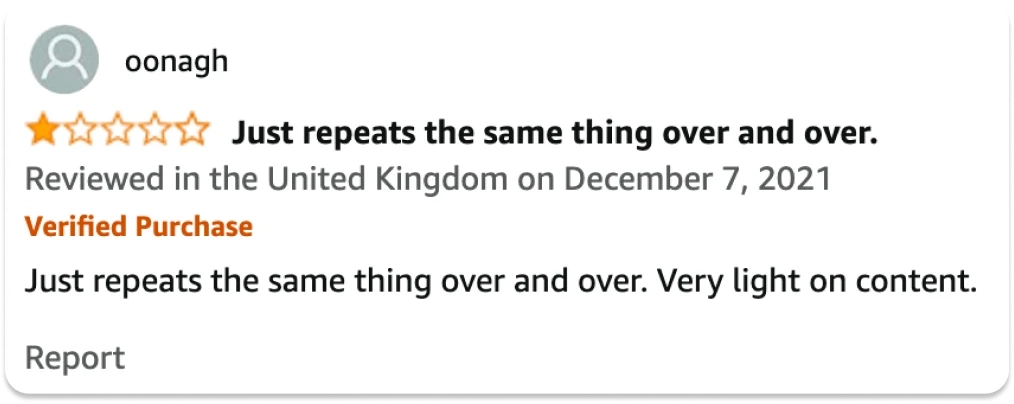 oonagh
Just repeats the same thing over and over.
Reviewed in the United Kingdom on December 7, 2021
Verified Purchase
Just repeats the same thing over and over. Very light on content.
Report